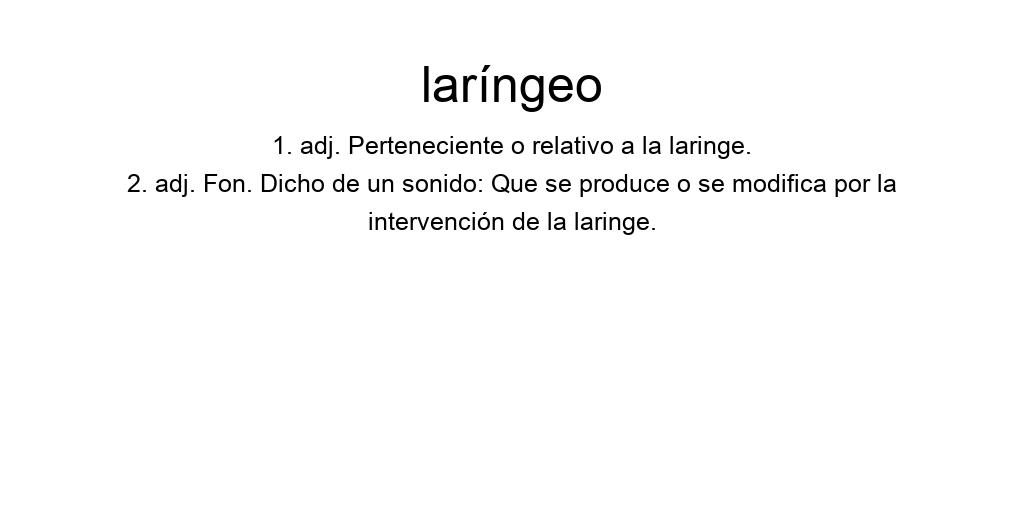 laríngeo
1. adj. Perteneciente o relativo a la laringe.
2. adj. Fon. Dicho de un sonido: Que se produce o se modifica por la
intervención de la laringe.